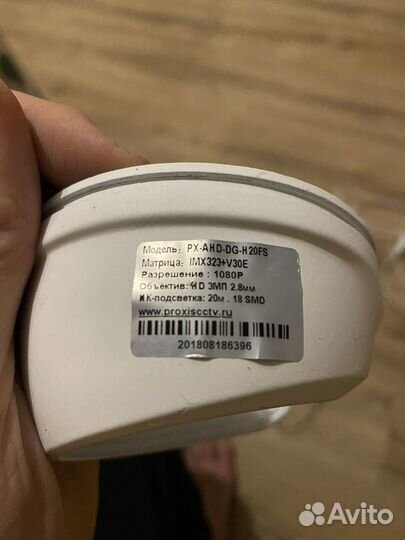 Модель: PX-AHD-DG-H20FS
Матрица: IMX323+V30E
Разрешение : 1080P
Объектив: HD 3МП 2.8мм
ИК-подсветка: 20м . 18 SMD
www.proxiscctv.ru
201808186396
Avito